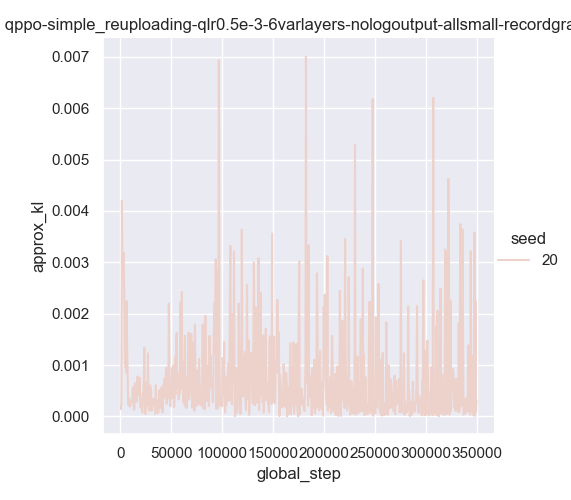 qppo-simple_reuploading-qlr0.5e-3-6varlayers-nologoutput-allsmall-recordgra
0.007
0.006
0.005
0.004
0.003
0.002
0.001
0.000
approx_kl
0 50000 100000 150000 200000 250000 300000 350000
global_step
seed
20